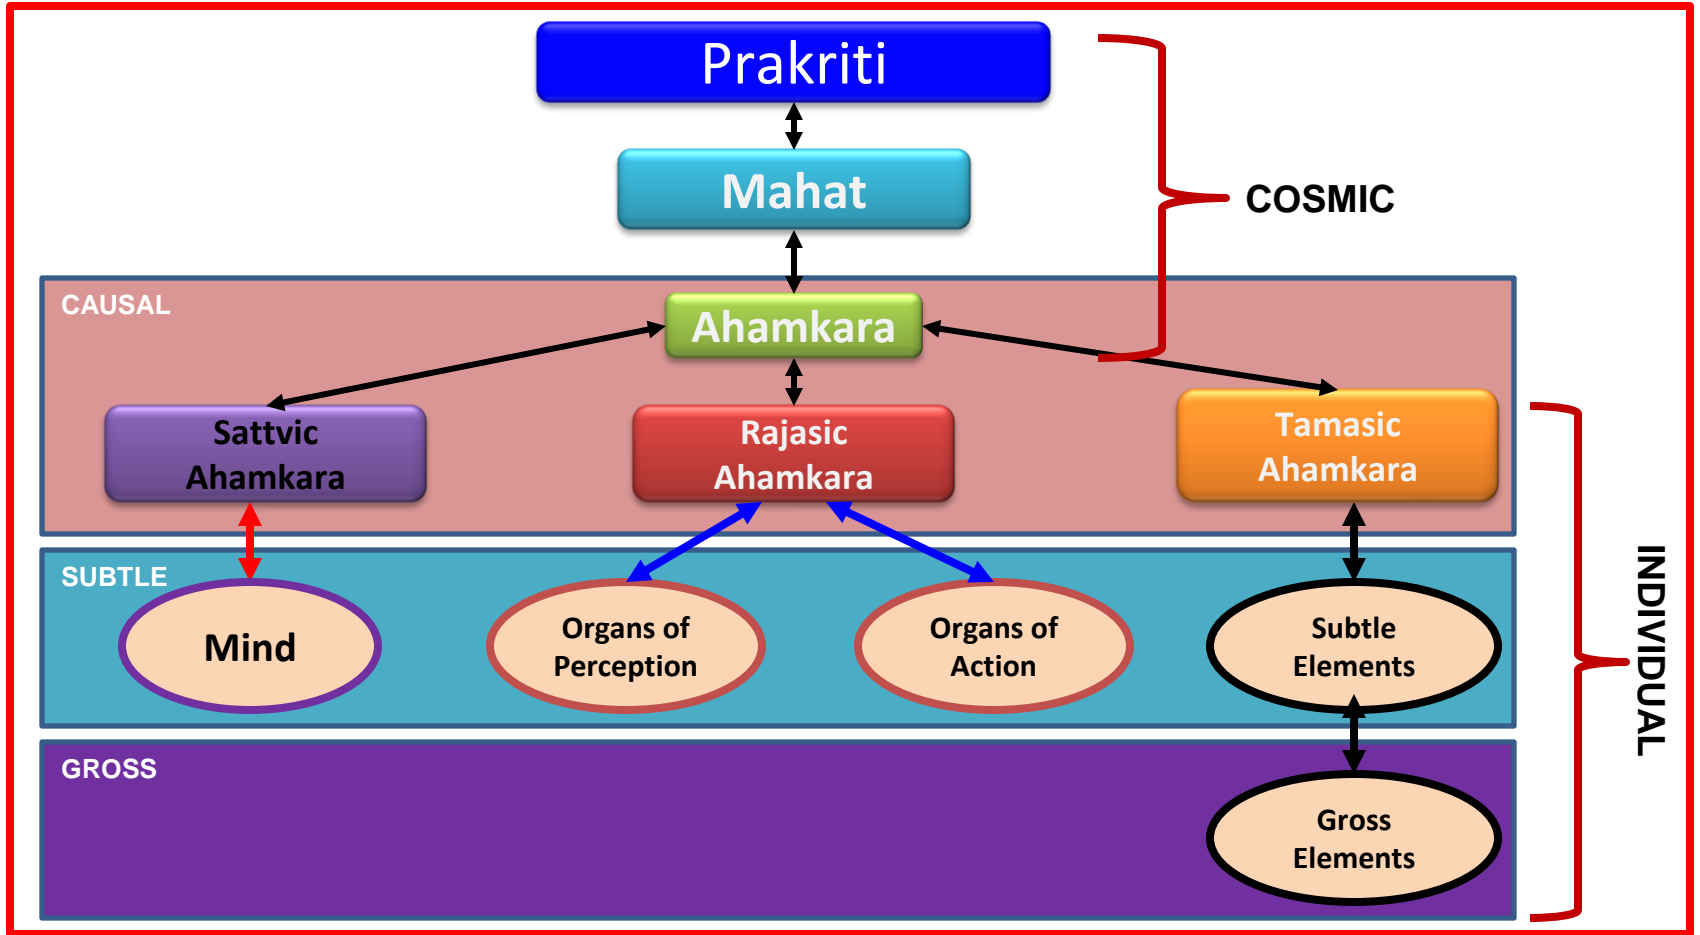 Prakriti
Mahat
COSMIC
CAUSAL
Ahamkara
Sattvic
Ahamkara
Rajasic
Ahamkara
Tamasic
Ahamkara
SUBTLE
Mind
Organs of
Perception
Organs of
Action
Subtle
Elements
INDIVIDUAL
GROSS
Gross
Elements